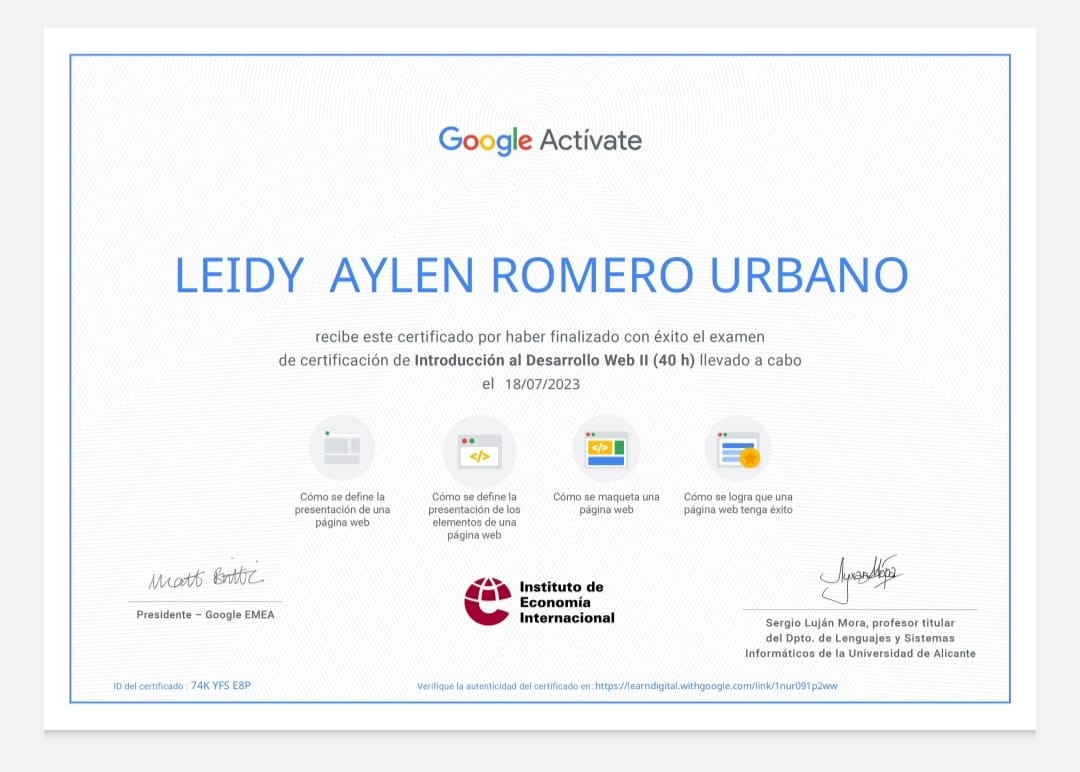 Google Actívate
LEIDY AYLEN ROMERO URBANO
recibe este certificado por haber finalizado con éxito el examen
de certificación de Introducción al Desarrollo Web II (40 h) llevado a cabo
el 18/07/2023
</>
</>
Cómo se define la
presentación de una
página web
Cómo se define la
presentación de los
elementos de una
página web
Cómo se maqueta una
página web
Cómo se logra que una
página web tenga éxito
Matt Brittin
Presidente – Google EMEA
Instituto de
Economía
Internacional
Sergio Luján Mora, profesor titular
del Dpto. de Lenguajes y Sistemas
Informáticos de la Universidad de Alicante
ID del certificado : 74K YFS E8P
Verifique la autenticidad del certificado en: https://learndigital.withgoogle.com/link/1nur091p2ww